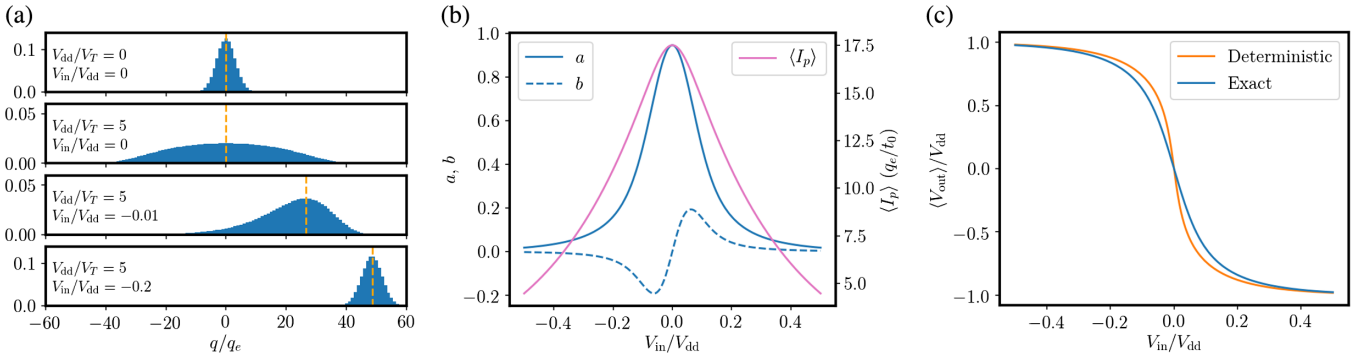 (a)
0.1
0.0
V_dd/V_T = 0
V_in/V_dd = 0
0.05
0.00
V_dd/V_T = 5
V_in/V_dd = 0
0.05
0.00
V_dd/V_T = 5
V_in/V_dd = −0.01
0.1
0.0
V_dd/V_T = 5
V_in/V_dd = −0.2
−60 −40 −20 0 20 40 60
q/q_e
(b)
1.0
0.8
0.6
0.4
0.2
0.0
−0.2
a, b
a
b
⟨I_p⟩
17.5
15.0
12.5
10.0
7.5
5.0
⟨I_p⟩ (q_e/t_0)
−0.4 −0.2 0.0 0.2 0.4
V_in/V_dd
(c)
1.0
0.5
0.0
−0.5
−1.0
⟨V_out⟩/V_dd
Deterministic
Exact
−0.4 −0.2 0.0 0.2 0.4
V_in/V_dd